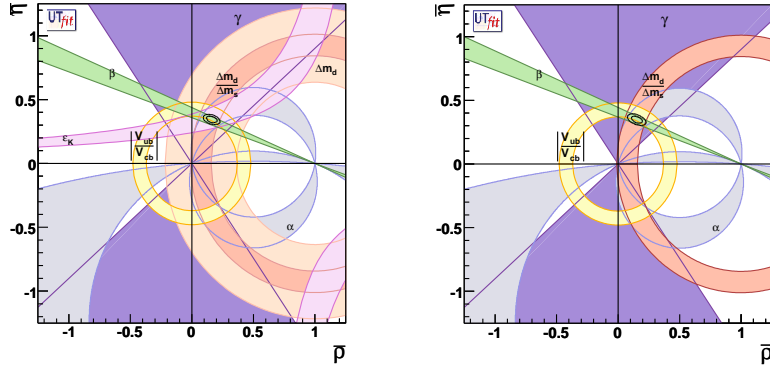 η̅
UTfit
γ
Δm_d
Δm_s
Δm_d
β
ε_K
|V_ub
V_cb|
α
1
0.5
0
-0.5
-1
-1
-0.5
0
0.5
1
ρ̅
η̅
UTfit
γ
Δm_d
Δm_s
β
|V_ub
V_cb|
α
1
0.5
0
-0.5
-1
-1
-0.5
0
0.5
1
ρ̅